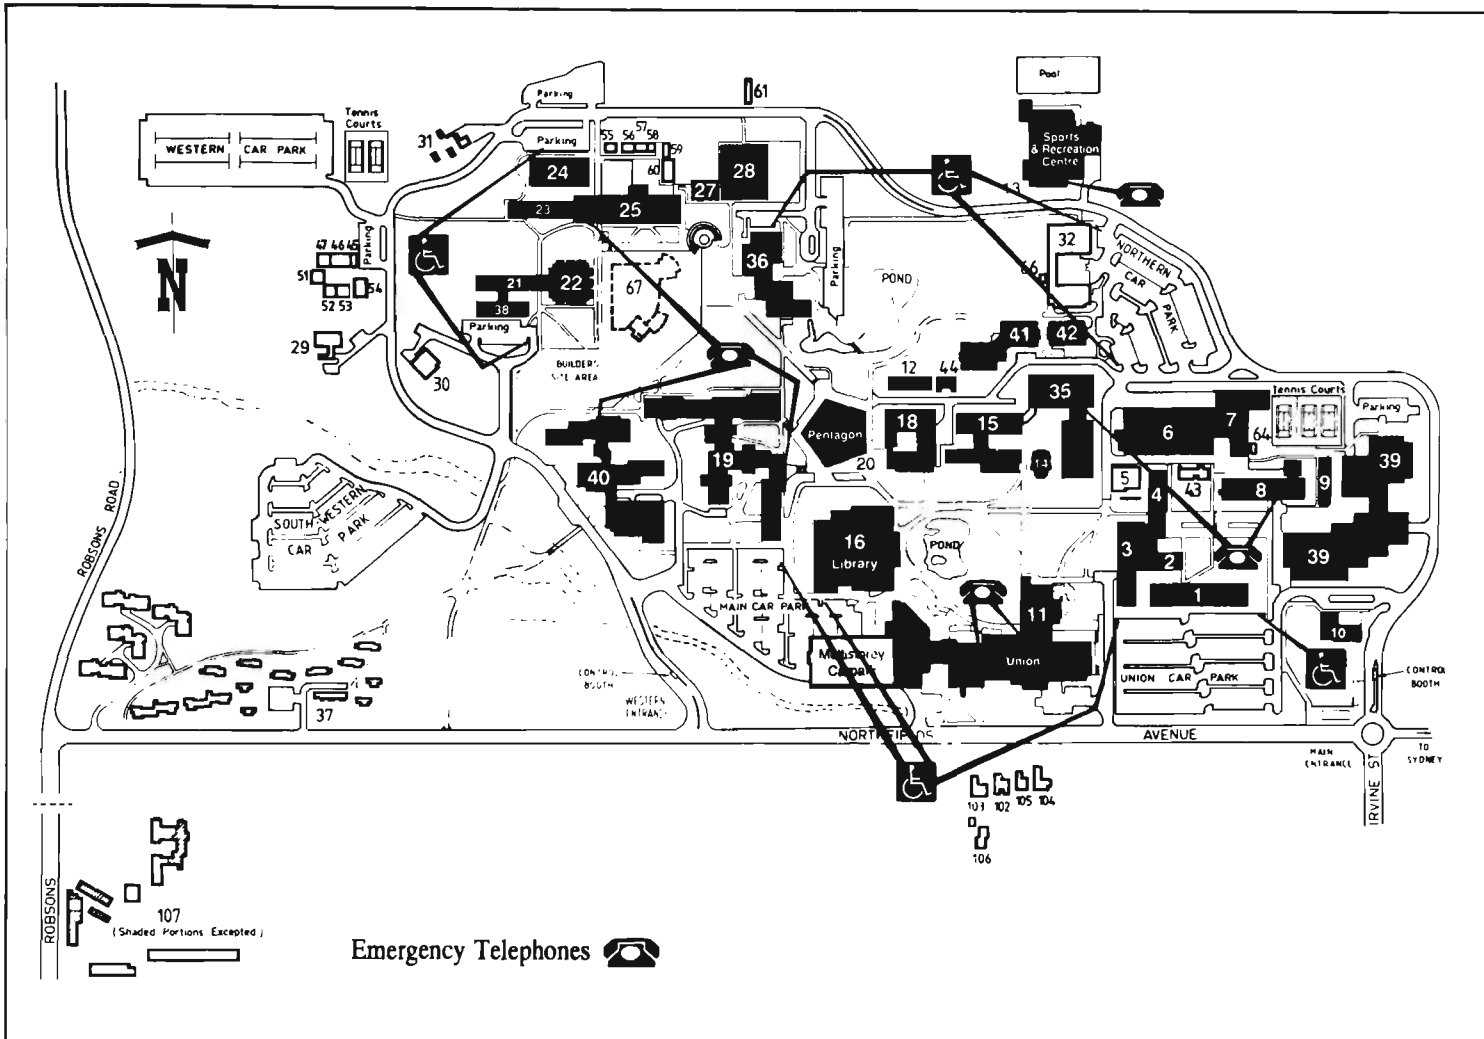 Pool
61
Parking
Tennis
Courts
31
Parking
55
56
57
58
59
60
WESTERN CAR PARK
Sports
& Recreation
Centre
24
28
27
13
23
25
Parking
47 46 45
51
52 53
54
32
66
NORTHERN
CAR
PARK
36
Parking
POND
67
21
22
38
Parking
N
29
30
BUILDERS
SITE AREA
41
42
12
44
35
Tennis Courts
Parking
18
15
14
6
7
64
Pentagon
20
19
40
5
4
43
8
9
39
39
SOUTH WESTERN
CAR PARK
ROBSONS ROAD
16
Library
POND
3
2
1
MAIN CAR PARK
11
10
Multistorey
Carpark
Union
UNION CAR PARK
CONTROL
BOOTH
CONTROL
BOOTH
WESTERN
ENTRANCE
37
NORTHFIELDS AVENUE
MAIN
ENTRANCE
TO
SYDNEY
IRVINE ST
103 102 105 104
106
ROBSONS
107
(Shaded Portions Excepted)
Emergency Telephones